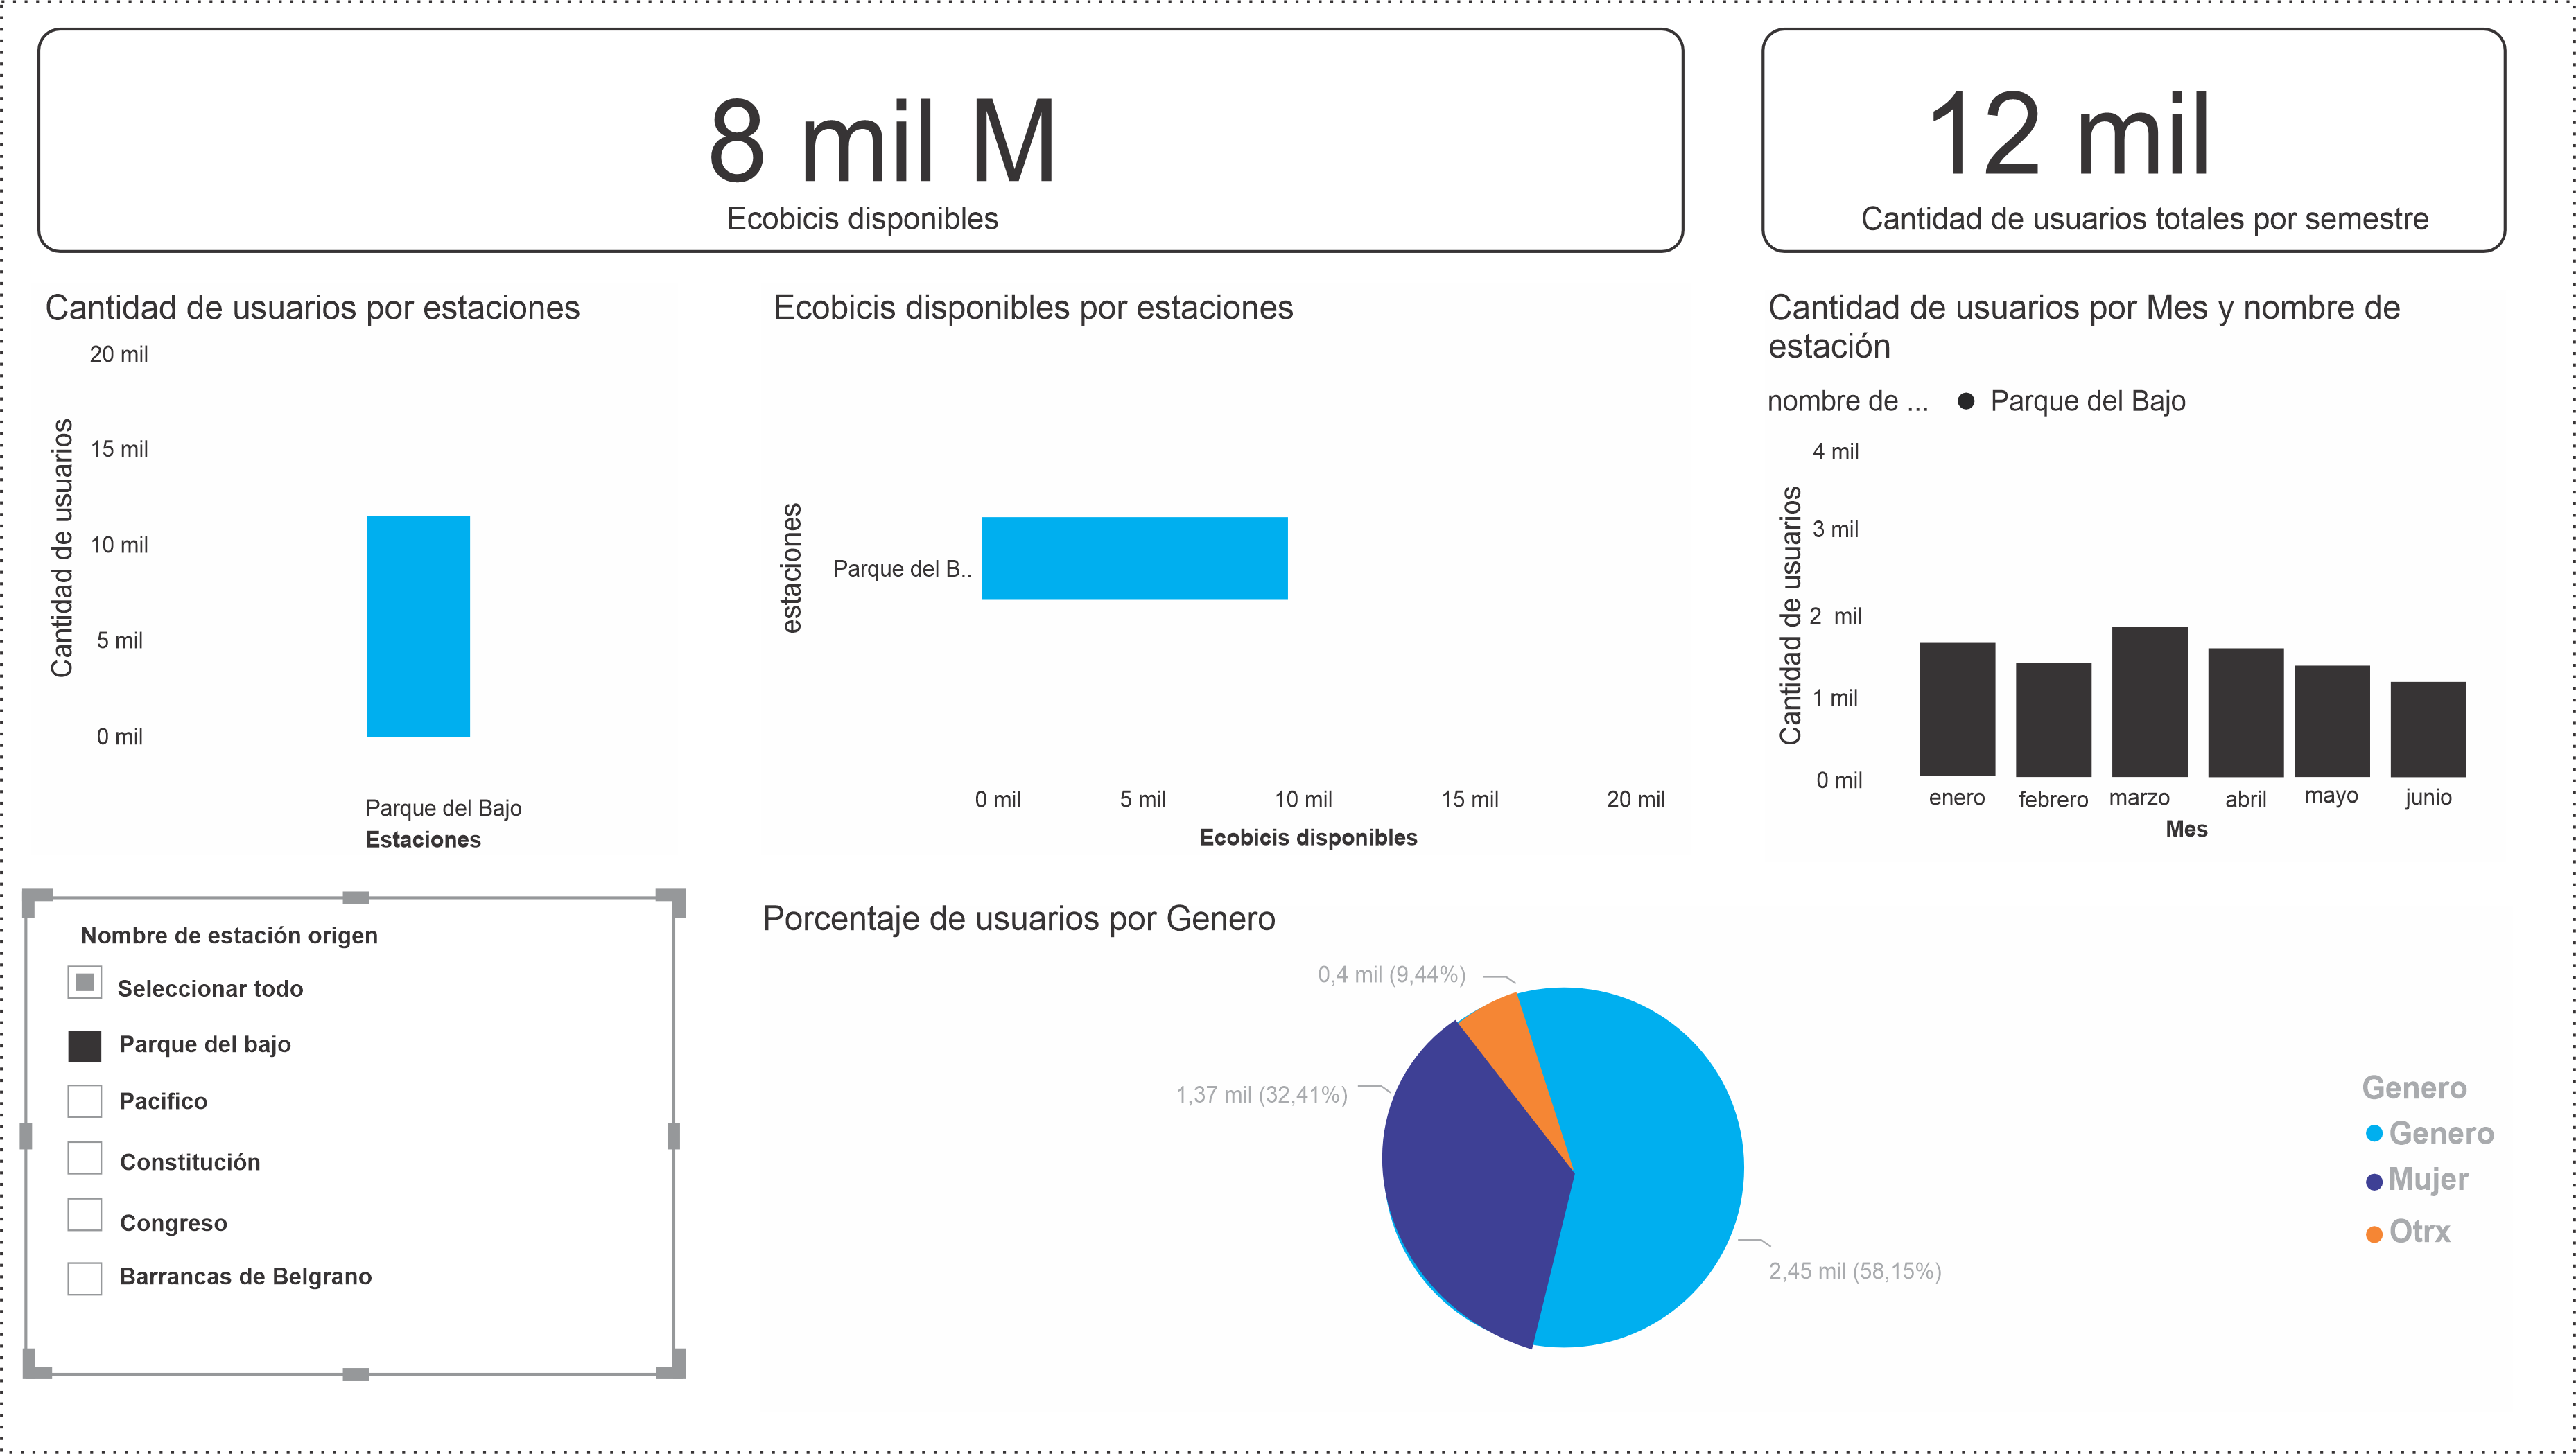 8 mil M
Ecobicis disponibles
12 mil
Cantidad de usuarios totales por semestre
Cantidad de usuarios por estaciones
Cantidad de usuarios
20 mil
15 mil
10 mil
5 mil
0 mil
Parque del Bajo
Estaciones
Ecobicis disponibles por estaciones
estaciones
Parque del B..
0 mil
5 mil
10 mil
15 mil
20 mil
Ecobicis disponibles
Cantidad de usuarios por Mes y nombre de
estación
nombre de ... ● Parque del Bajo
Cantidad de usuarios
4 mil
3 mil
2 mil
1 mil
0 mil
enero
febrero
marzo
abril
mayo
junio
Mes
Nombre de estación origen
Seleccionar todo
Parque del bajo
Pacifico
Constitución
Congreso
Barrancas de Belgrano
Porcentaje de usuarios por Genero
0,4 mil (9,44%)
1,37 mil (32,41%)
2,45 mil (58,15%)
Genero
Genero
Mujer
Otrx